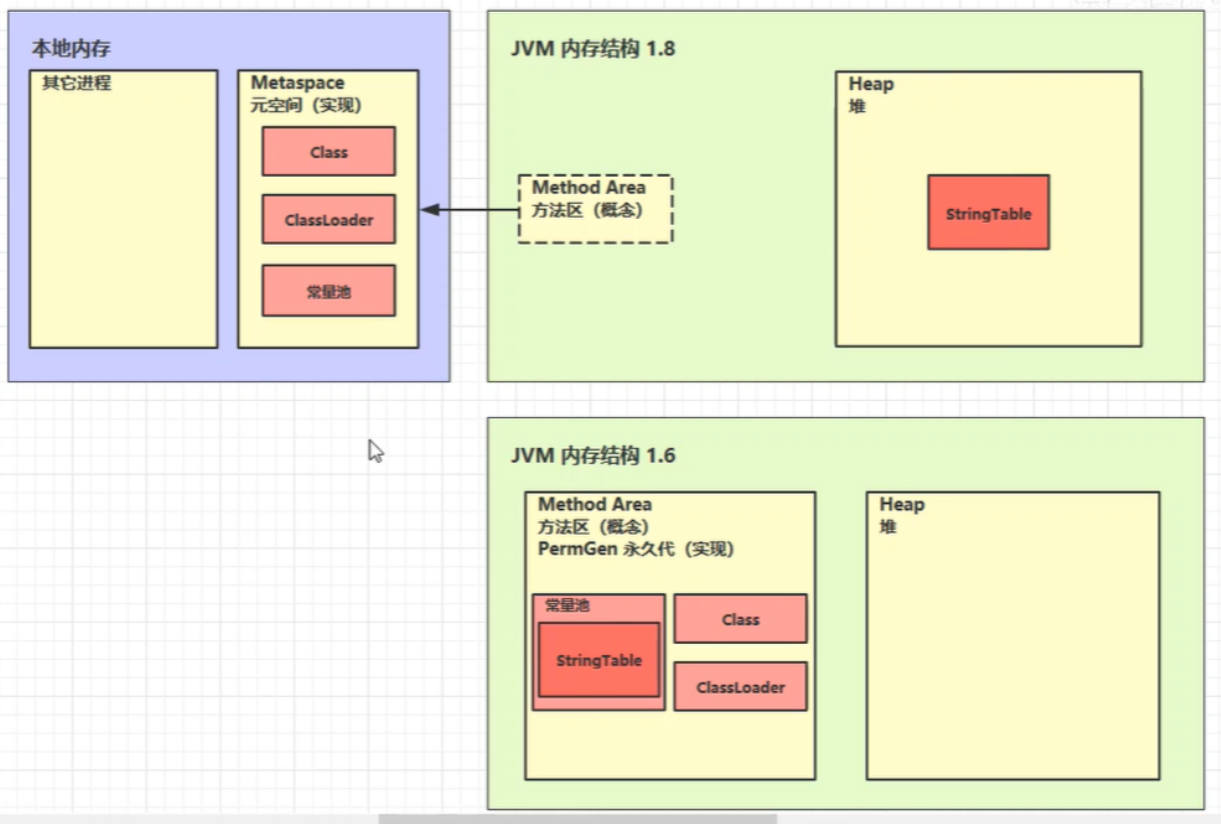 本地内存
其它进程
Metaspace
元空间（实现）
Class
ClassLoader
常量池
JVM 内存结构 1.8
Method Area
方法区（概念）
Heap
堆
StringTable
JVM 内存结构 1.6
Method Area
方法区（概念）
PermGen 永久代（实现）
常量池
StringTable
Class
ClassLoader
Heap
堆